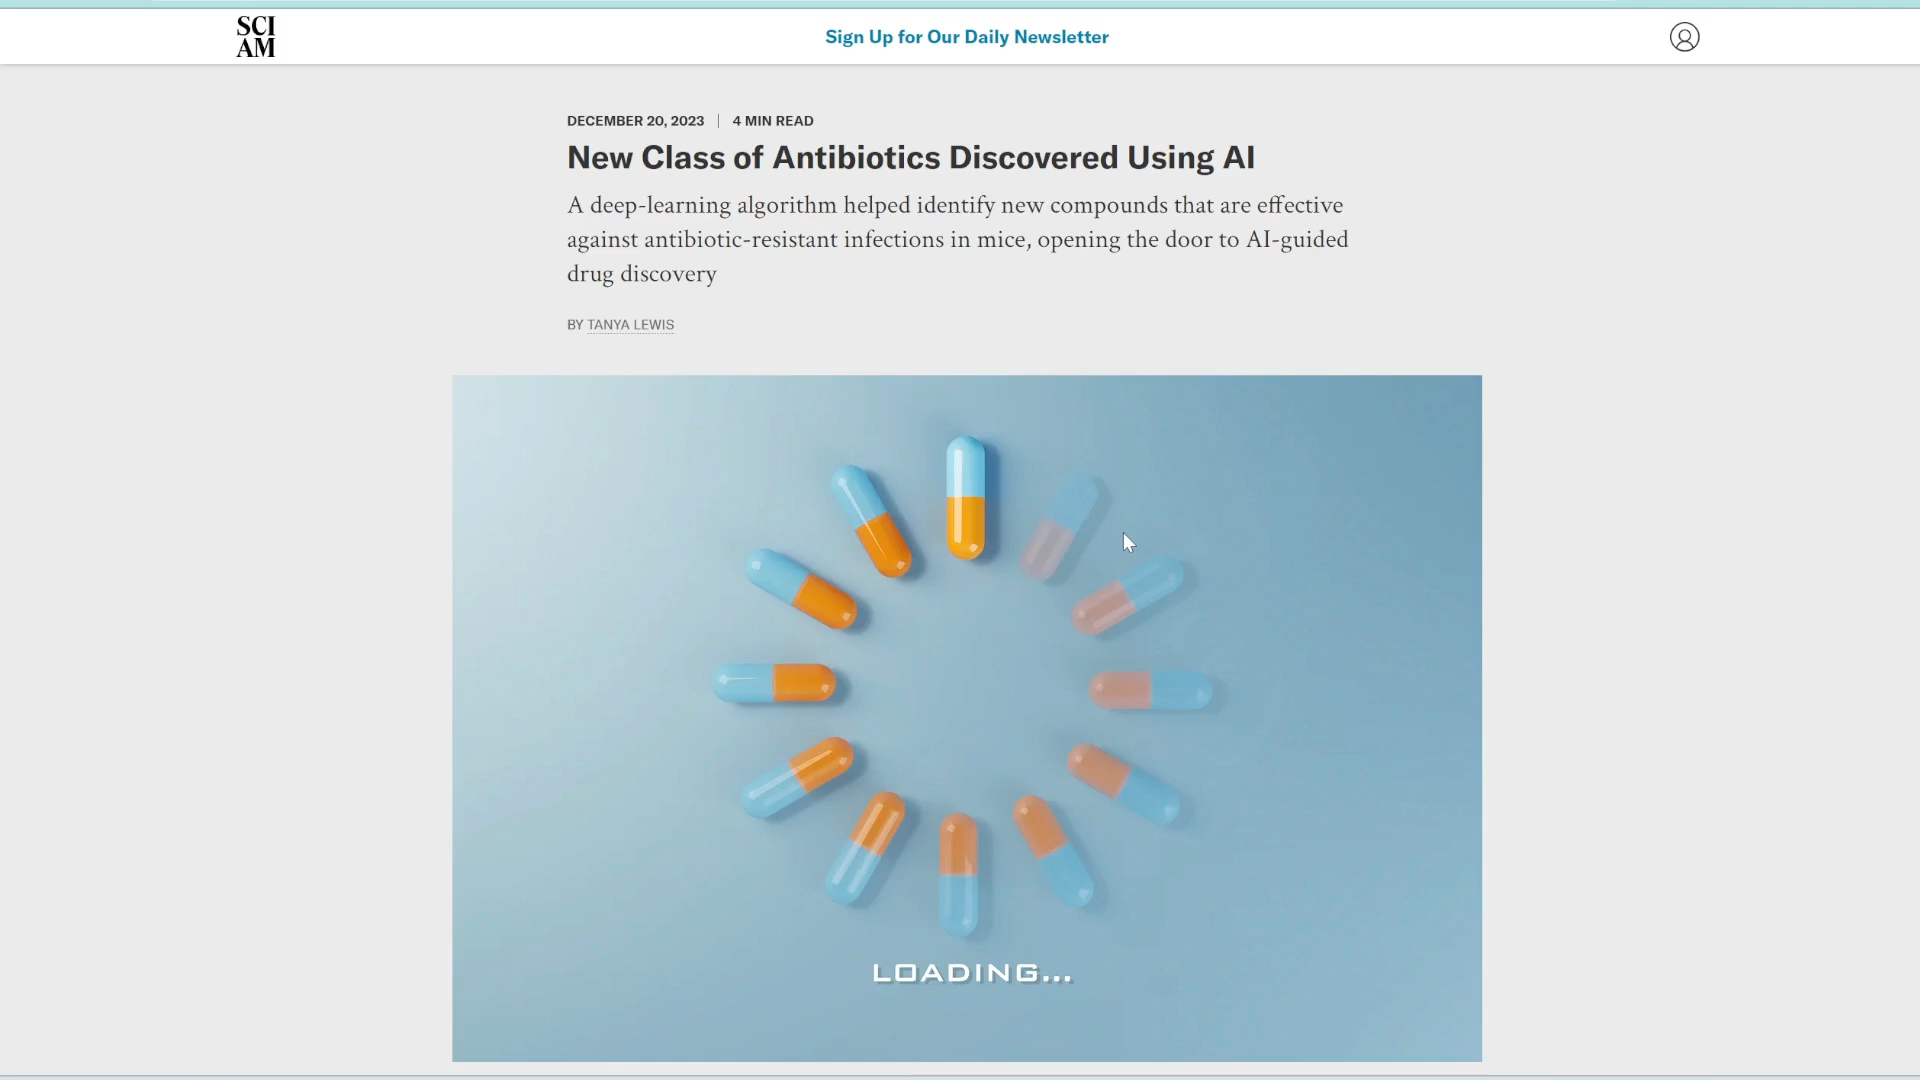 SCI
AM
Sign Up for Our Daily Newsletter
DECEMBER 20, 2023 | 4 MIN READ
New Class of Antibiotics Discovered Using AI
A deep-learning algorithm helped identify new compounds that are effective
against antibiotic-resistant infections in mice, opening the door to AI-guided
drug discovery
BY TANYA LEWIS
LOADING...